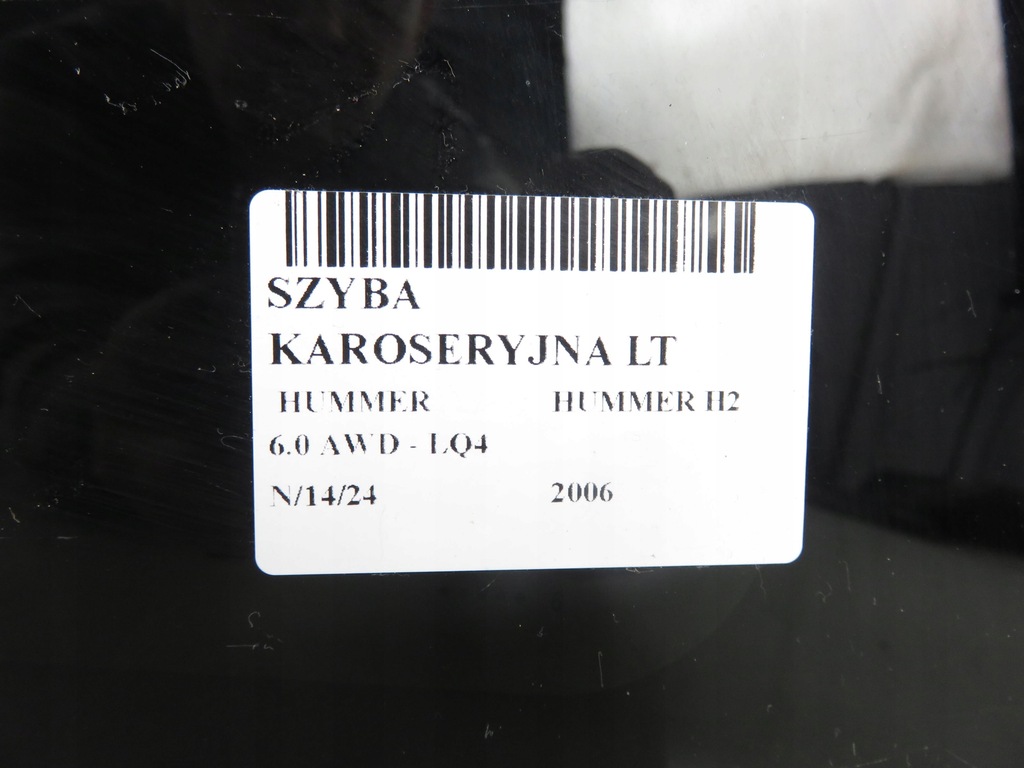 SZYBA
KAROSERYJNA LT
HUMMER HUMMER H2
6.0 AWD - LQ4
N/14/24 2006